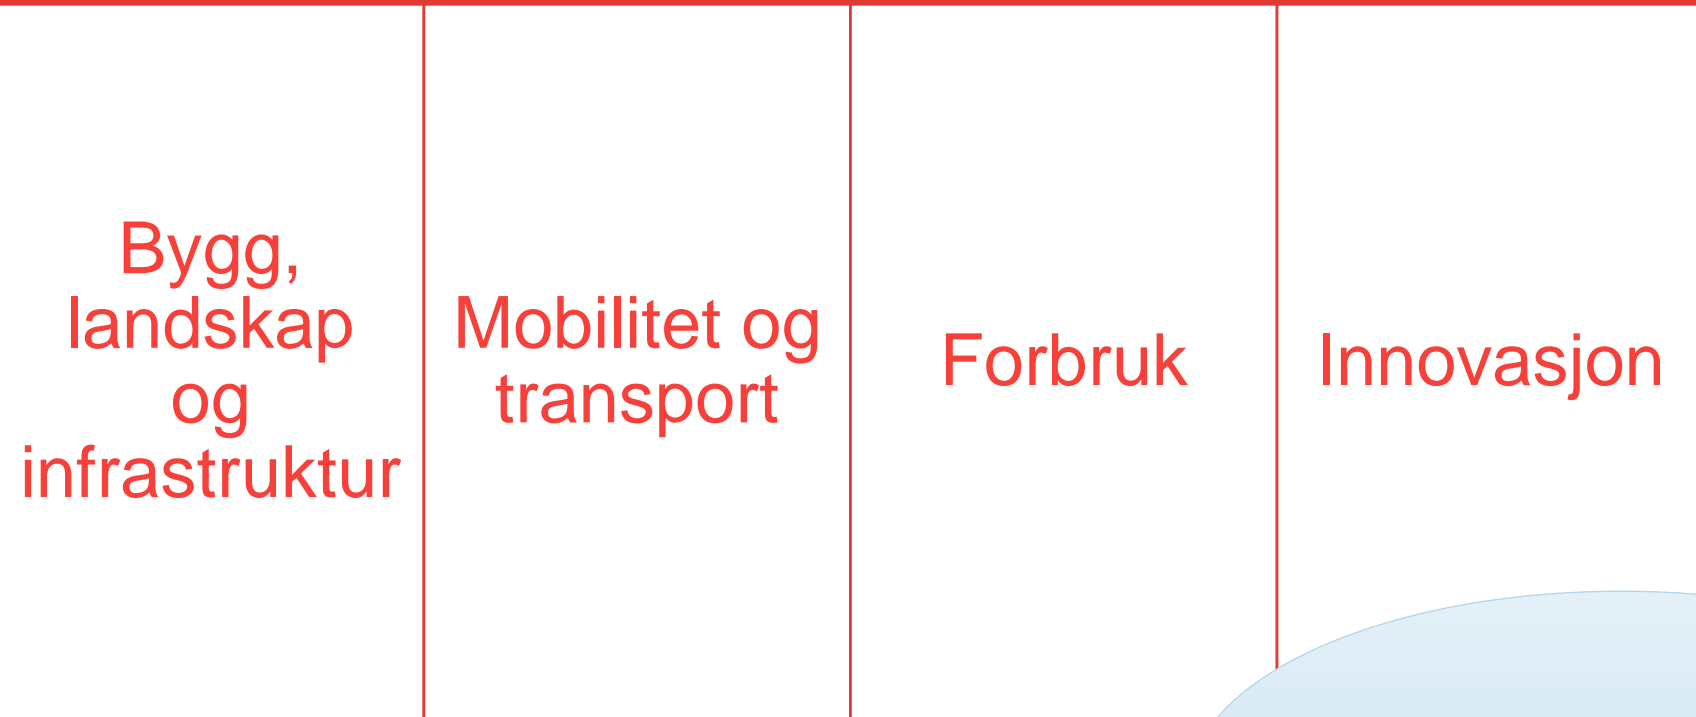 Bygg,
landskap
og
infrastruktur
Mobilitet og
transport
Forbruk
Innovasjon